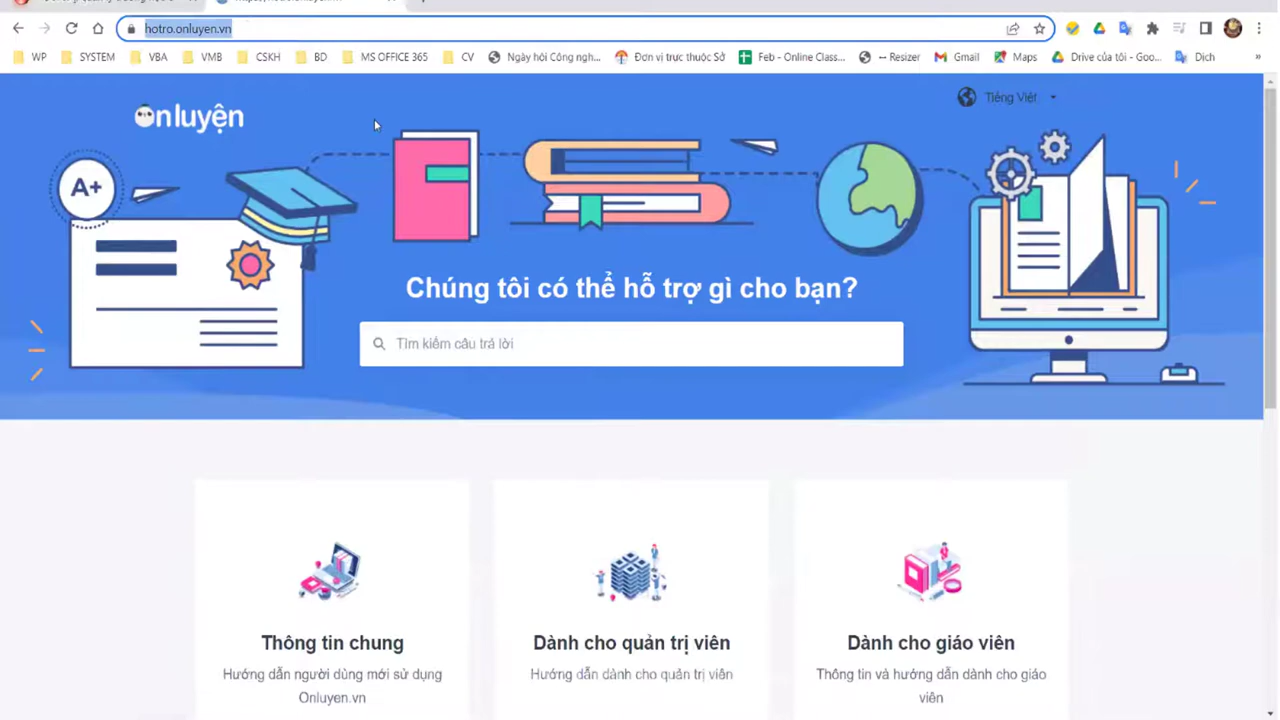 hotro.onluyen.vn
WP
SYSTEM
VBA
VMB
CSKH
BD
MS OFFICE 365
CV
Ngày hội Công ngh...
Đơn vị trực thuộc Sở
Feb - Online Class...
-- Resizer
Gmail
Maps
Drive của tôi - Goo...
Dịch
»
onluyện
Tiếng Việt
A+
Chúng tôi có thể hỗ trợ gì cho bạn?
Tìm kiếm câu trả lời
Thông tin chung
Hướng dẫn người dùng mới sử dụng
Onluyen.vn
Dành cho quản trị viên
Hướng dẫn dành cho quản trị viên
Dành cho giáo viên
Thông tin và hướng dẫn dành cho giáo
viên